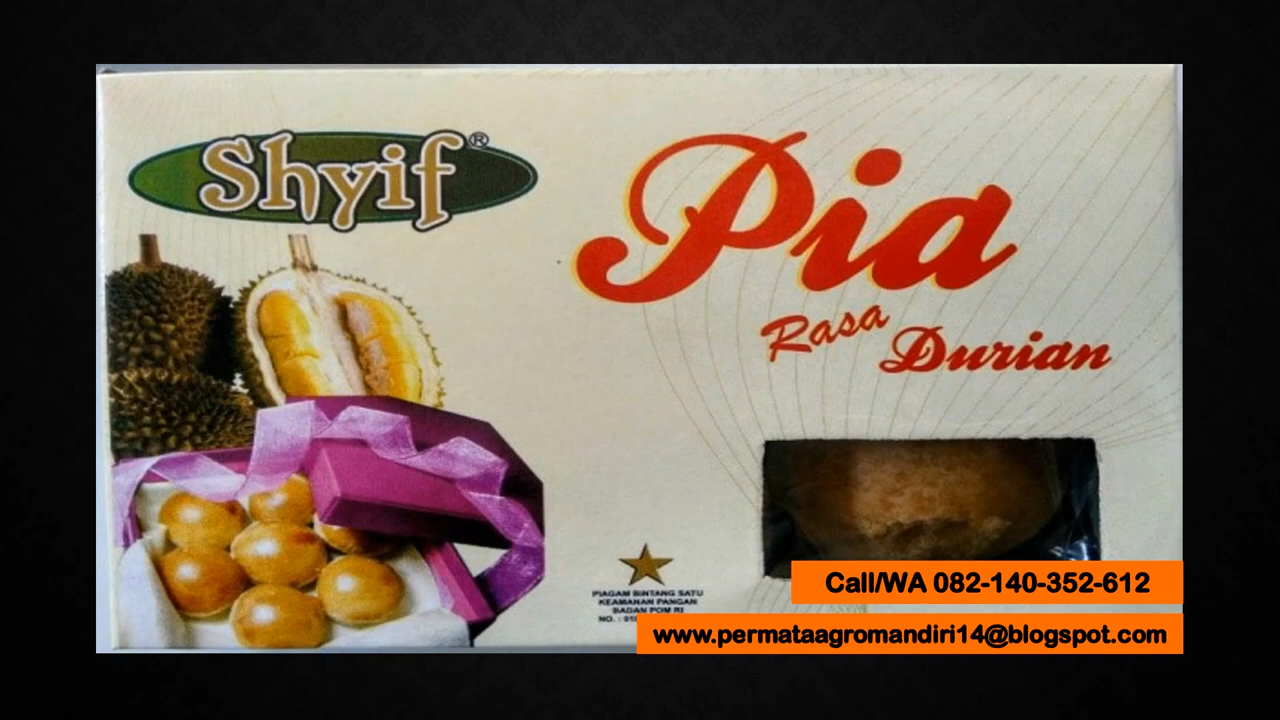 Shyif®
Pia
Rasa
Durian
PIAGAM BINTANG SATU
KEAMANAN PANGAN
BADAN POM RI
NO. :
Call/WA 082-140-352-612
www.permataagromandiri14@blogspot.com